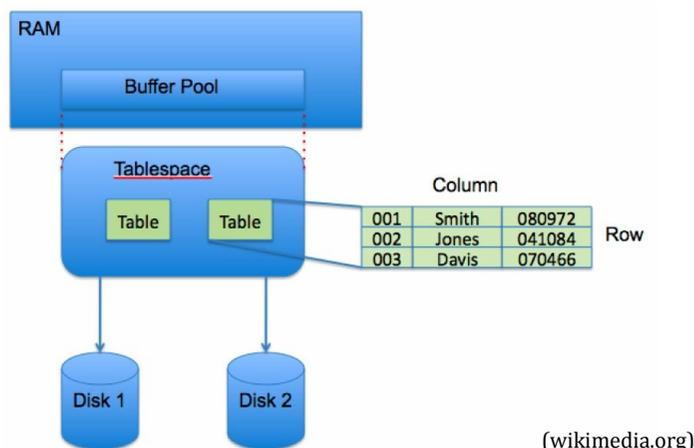 RAM
Buffer Pool
Tablespace
Table Table
Column
001 Smith 080972
002 Jones 041084
003 Davis 070466
Row
Disk 1 Disk 2
(wikimedia.org)